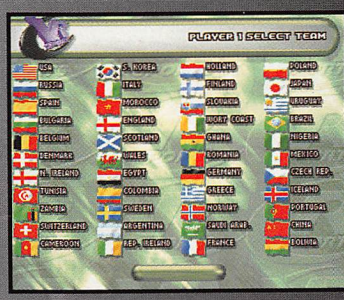 PLAYER 1 SELECT TEAM
USA
RUSSIA
SPAIN
BULGARIA
BELGIUM
DENMARK
N. IRELAND
TUNISIA
ZAMBIA
SWITZERLAND
CAMEROON
S. KOREA
ITALY
MOROCCO
ENGLAND
SCOTLAND
WALES
EGYPT
COLOMBIA
SWEDEN
ARGENTINA
REP. IRELAND
HOLLAND
FINLAND
SLOVAKIA
IVORY COAST
GHANA
ROMANIA
GERMANY
GREECE
NORWAY
SAUDI ARAB.
FRANCE
POLAND
JAPAN
URUGUAY
BRAZIL
NIGERIA
MEXICO
CZECH REP.
ICELAND
PORTUGAL
CHINA
BOLIVIA